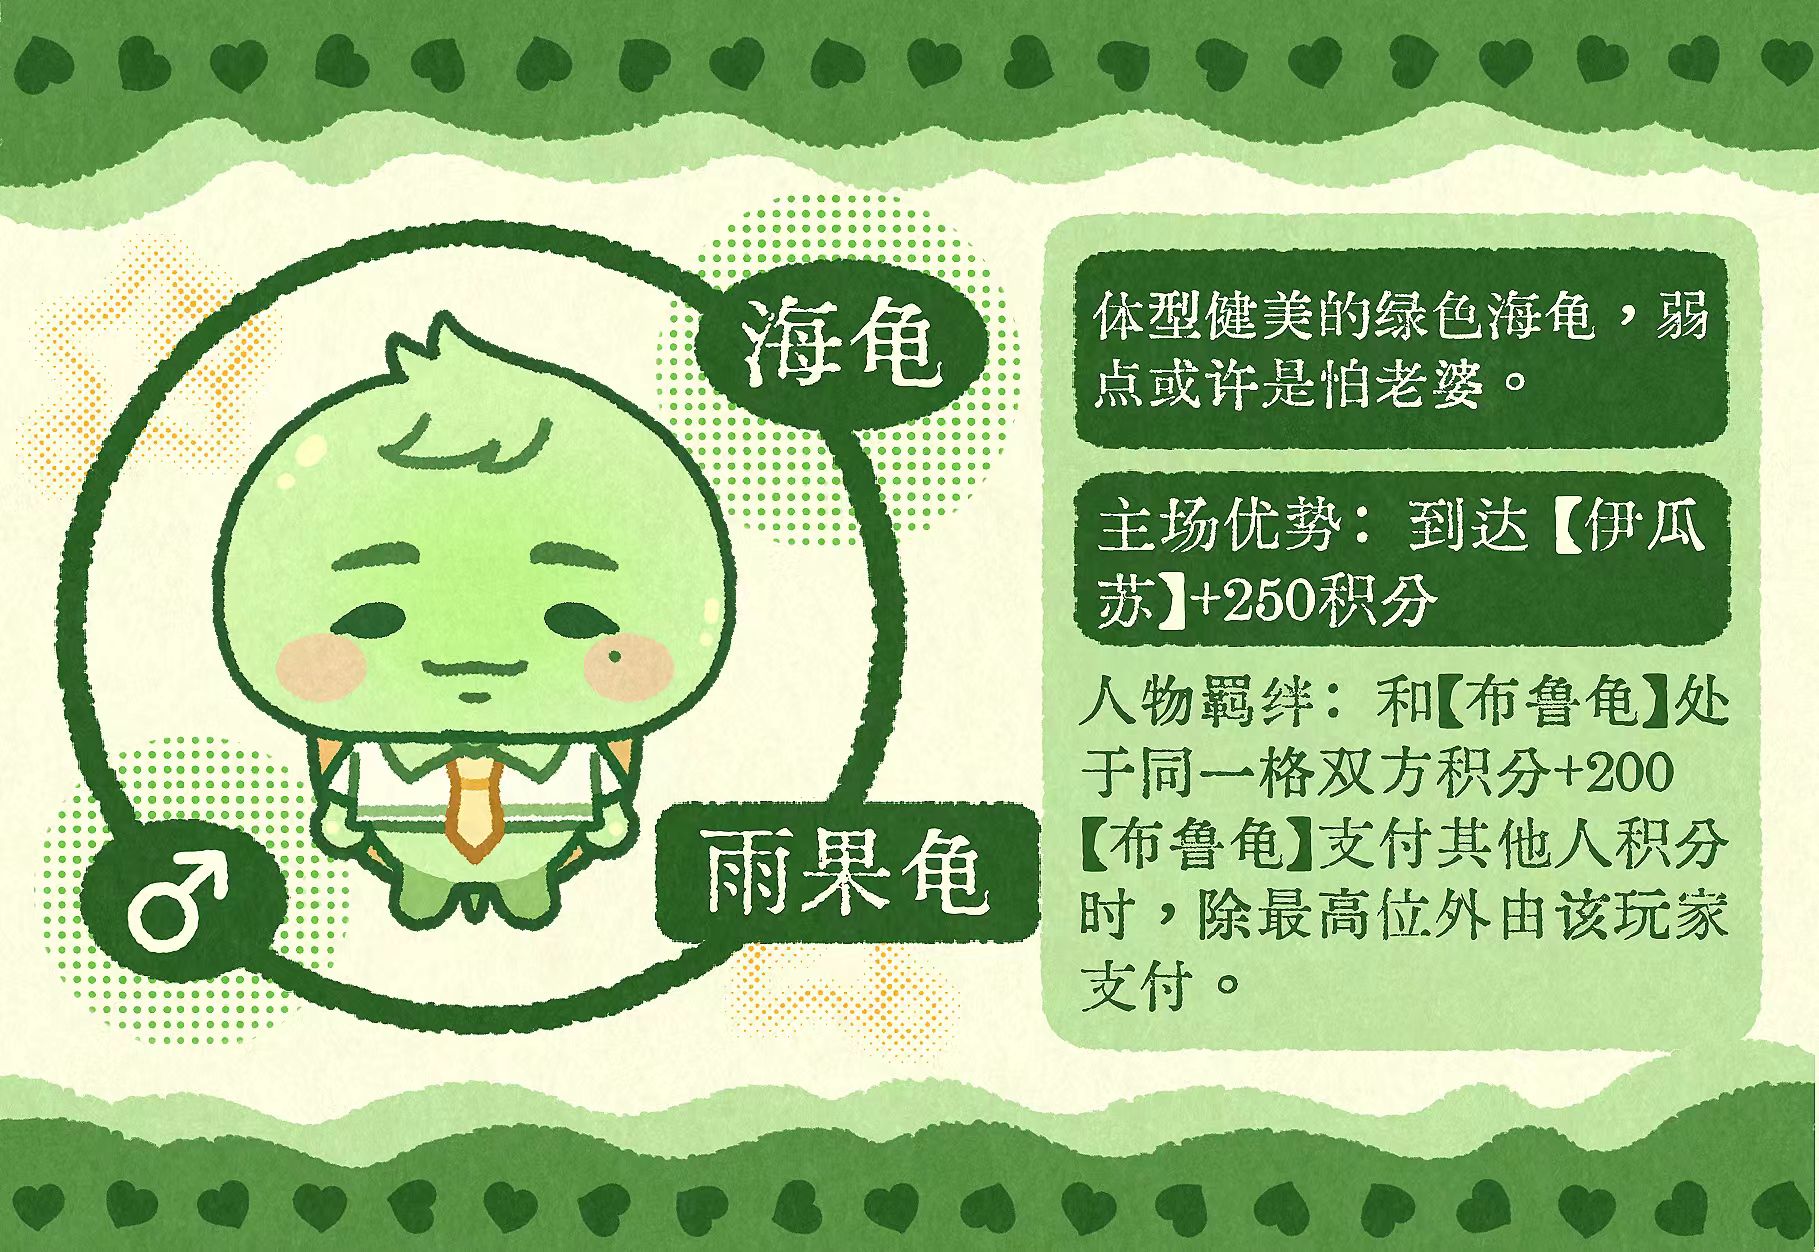 海龟
♂
雨果龟
体型健美的绿色海龟，弱
点或许是怕老婆。
主场优势：到达【伊瓜
苏】+250积分
人物羁绊：和【布鲁龟】处
于同一格双方积分+200
【布鲁龟】支付其他人积分
时，除最高位外由该玩家
支付。